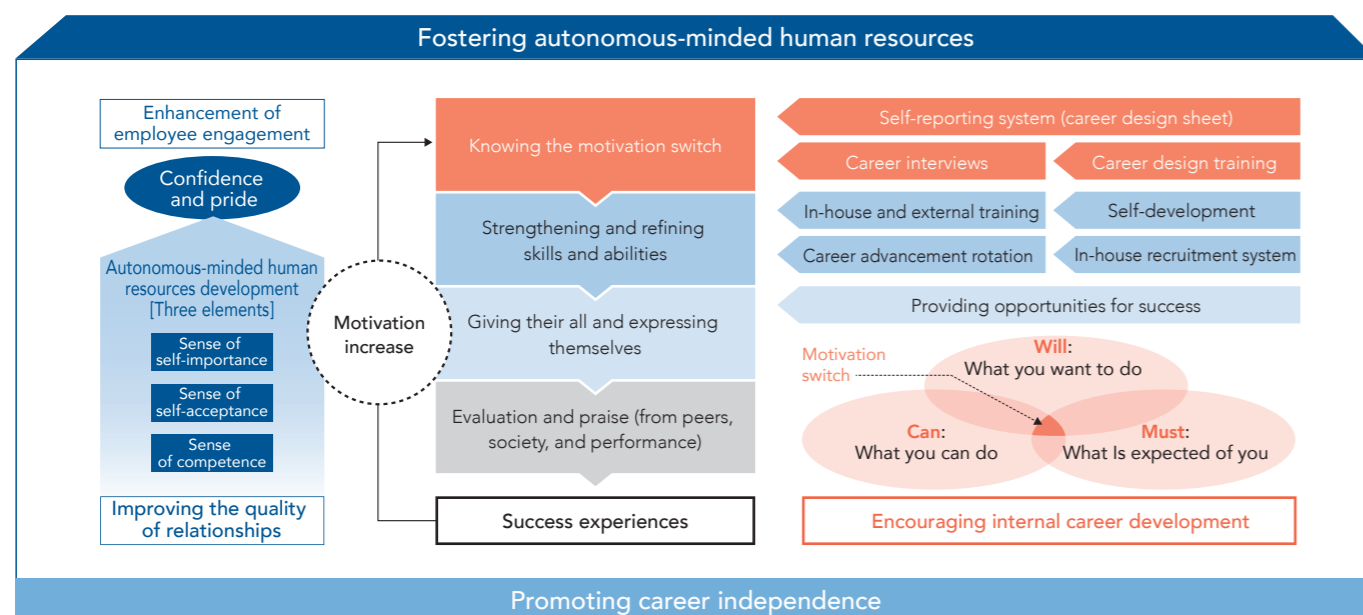 Fostering autonomous-minded human resources
Enhancement of
employee engagement
Confidence
and pride
Autonomous-minded human
resources development
[Three elements]
Sense of
self-importance
Sense of
self-acceptance
Sense
of competence
Improving the quality
of relationships
Motivation
increase
Knowing the motivation switch
Strengthening and refining
skills and abilities
Giving their all and expressing
themselves
Evaluation and praise (from peers,
society, and performance)
Success experiences
Self-reporting system (career design sheet)
Career interviews
Career design training
In-house and external training
Self-development
Career advancement rotation
In-house recruitment system
Providing opportunities for success
Motivation
switch
Will:
What you want to do
Can:
What you can do
Must:
What Is expected of you
Encouraging internal career development
Promoting career independence